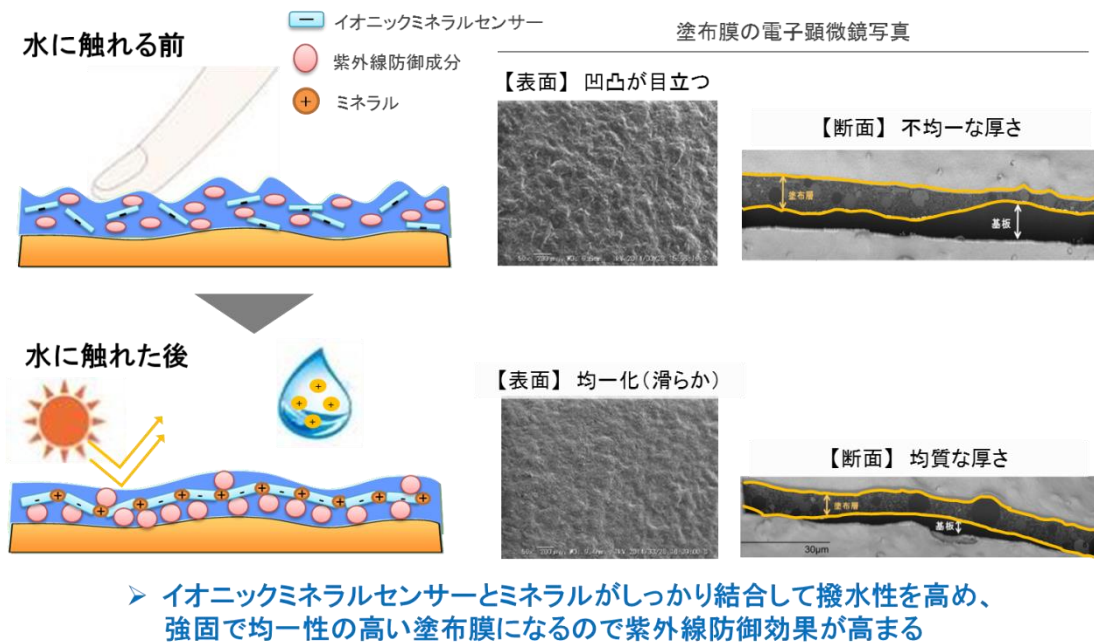 水に触れる前
イオニックミネラルセンサー
紫外線防御成分
ミネラル
塗布膜の電子顕微鏡写真
【表面】 凹凸が目立つ
【断面】 不均一な厚さ
塗布層
基板
水に触れた後
【表面】 均一化(滑らか)
【断面】 均質な厚さ
塗布層
基板
30μm
➢ イオニックミネラルセンサーとミネラルがしっかり結合して撥水性を高め、
強固で均一性の高い塗布膜になるので紫外線防御効果が高まる